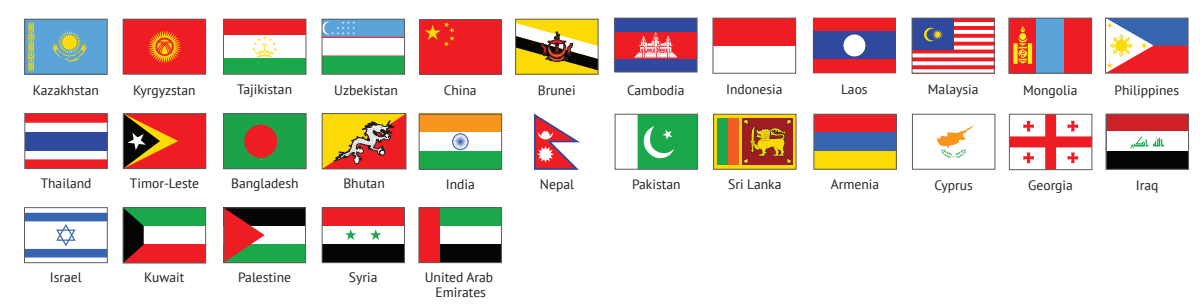 Kazakhstan Kyrgyzstan Tajikistan Uzbekistan China Brunei Cambodia Indonesia Laos Malaysia Mongolia Philippines
Thailand Timor-Leste Bangladesh Bhutan India Nepal Pakistan Sri Lanka Armenia Cyprus Georgia Iraq
Israel Kuwait Palestine Syria United Arab
Emirates